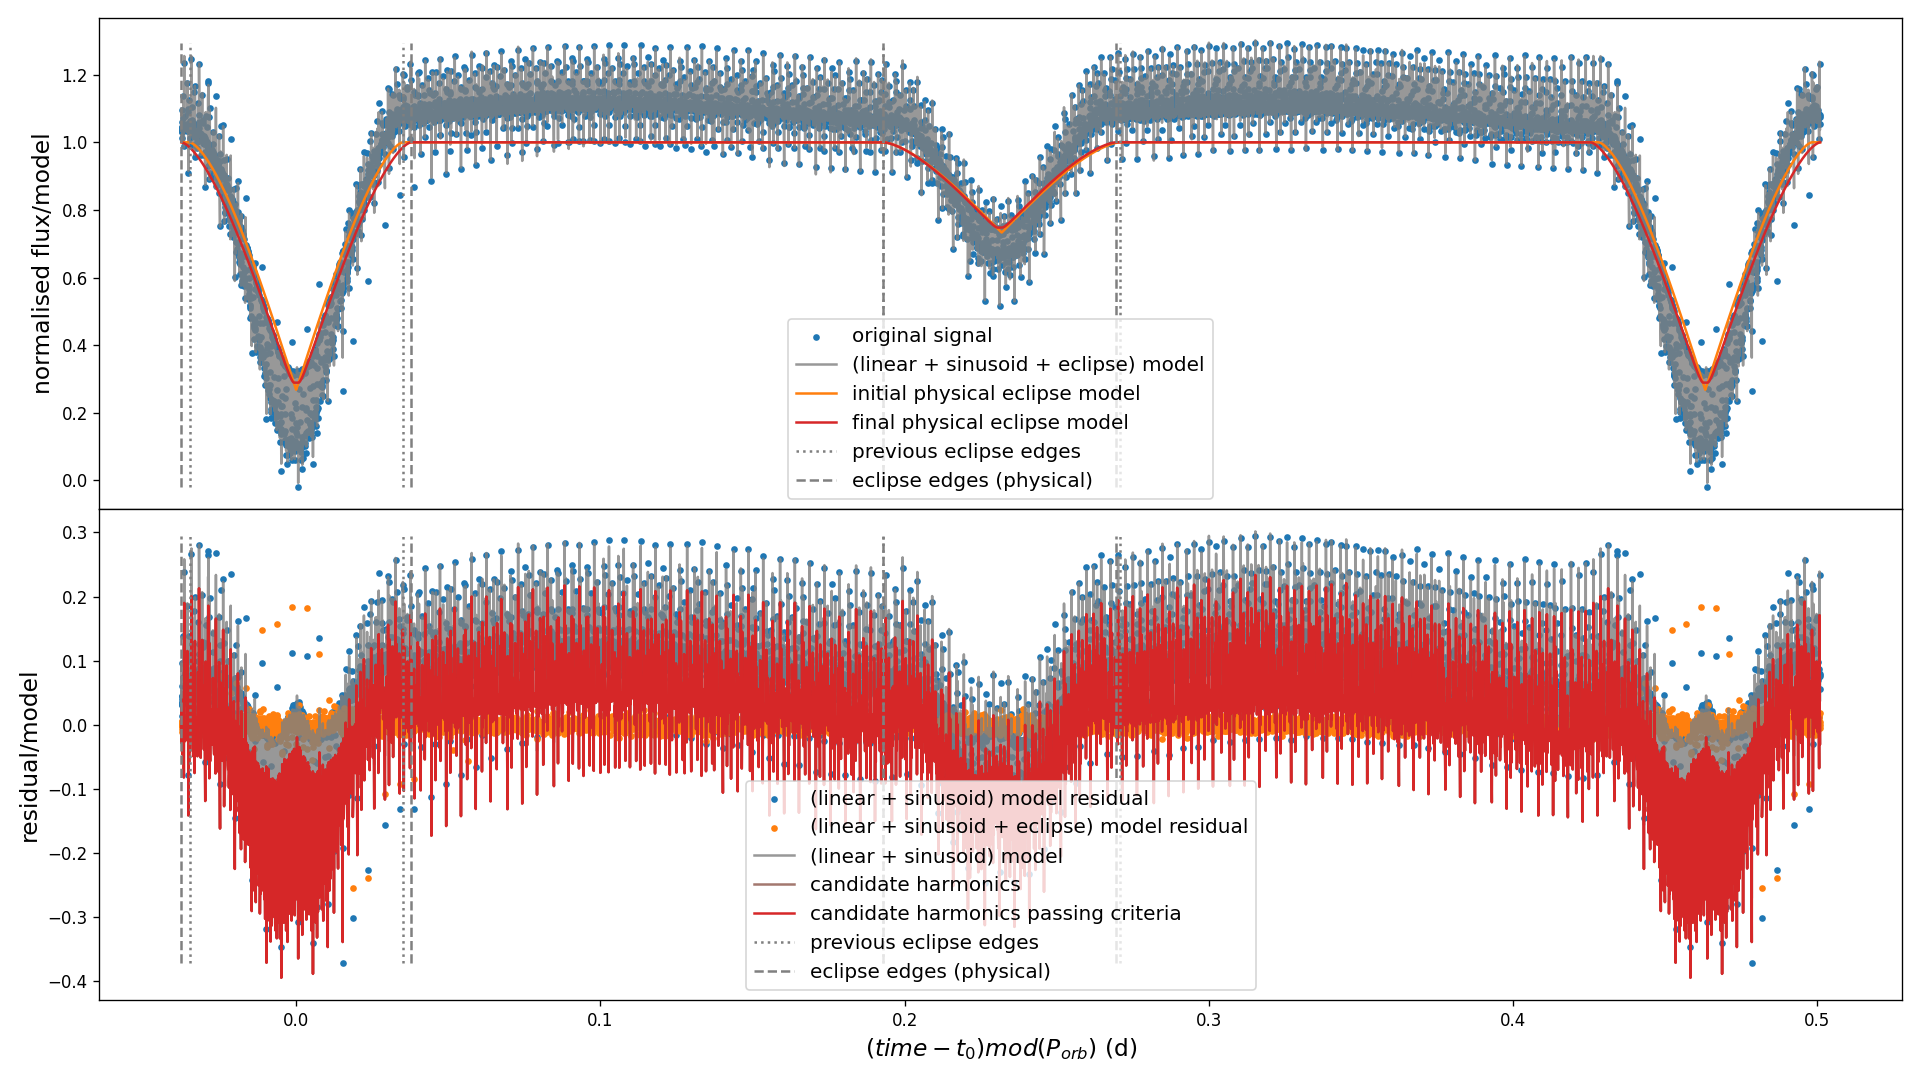 normalised flux/model
1.2
1.0
0.8
0.6
0.4
0.2
0.0
original signal
(linear + sinusoid + eclipse) model
initial physical eclipse model
final physical eclipse model
previous eclipse edges
eclipse edges (physical)
residual/model
0.3
0.2
0.1
0.0
−0.1
−0.2
−0.3
−0.4
(linear + sinusoid) model residual
(linear + sinusoid + eclipse) model residual
(linear + sinusoid) model
candidate harmonics
candidate harmonics passing criteria
previous eclipse edges
eclipse edges (physical)
0.0 0.1 0.2 0.3 0.4 0.5
(time − t₀)mod(P_orb) (d)